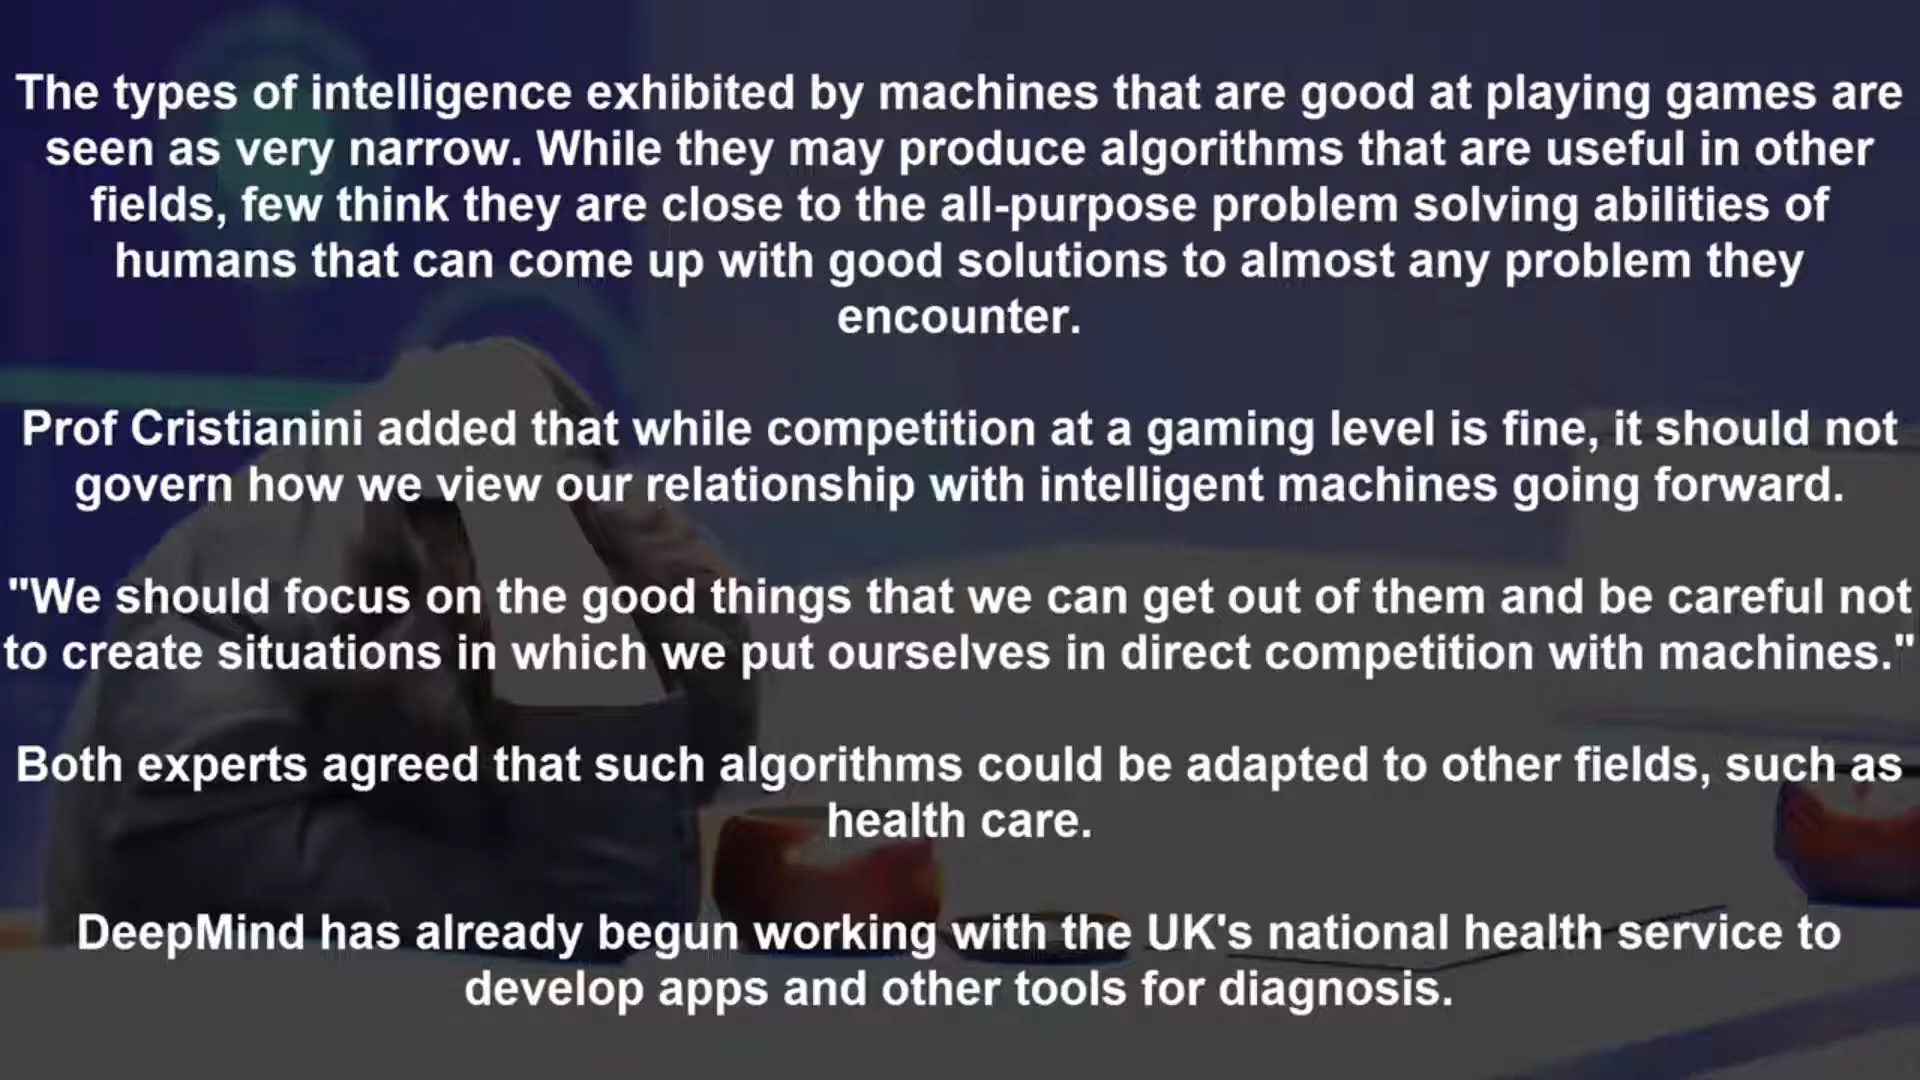 The types of intelligence exhibited by machines that are good at playing games are
seen as very narrow. While they may produce algorithms that are useful in other
fields, few think they are close to the all-purpose problem solving abilities of
humans that can come up with good solutions to almost any problem they
encounter.
Prof Cristianini added that while competition at a gaming level is fine, it should not
govern how we view our relationship with intelligent machines going forward.
"We should focus on the good things that we can get out of them and be careful not
to create situations in which we put ourselves in direct competition with machines."
Both experts agreed that such algorithms could be adapted to other fields, such as
health care.
DeepMind has already begun working with the UK's national health service to
develop apps and other tools for diagnosis.